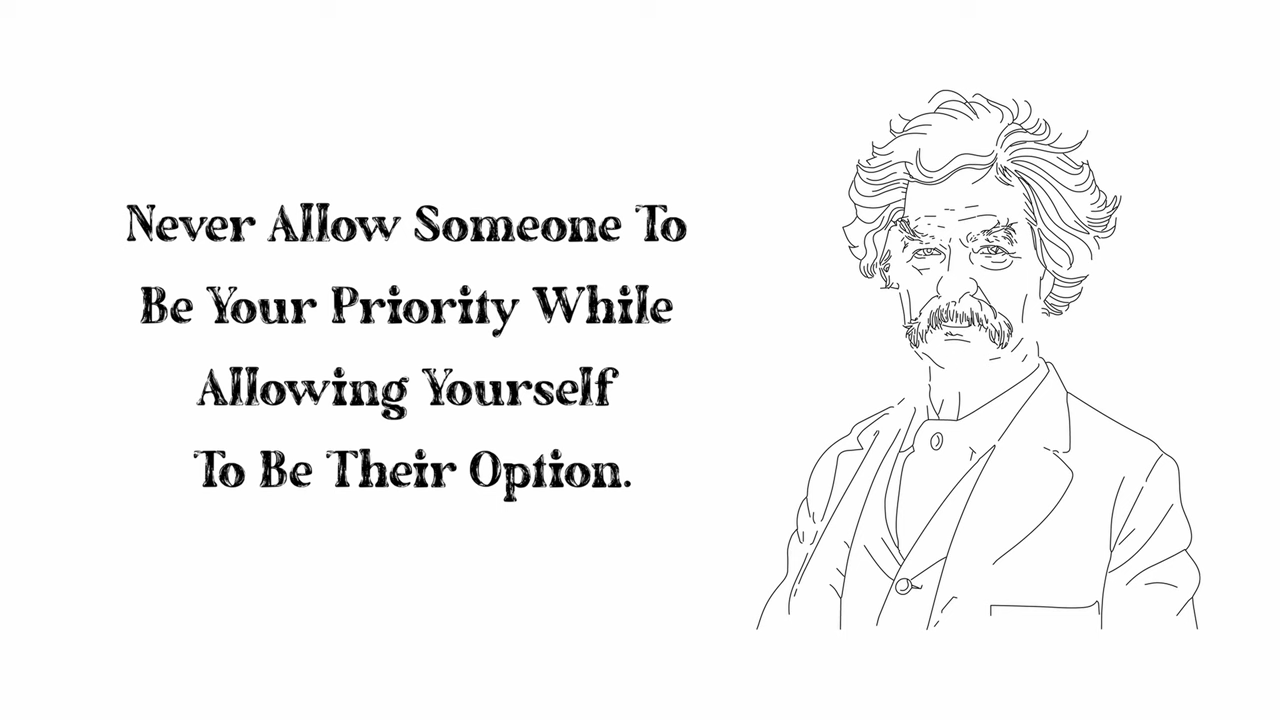 Never Allow Someone To
Be Your Priority While
Allowing Yourself
To Be Their Option.